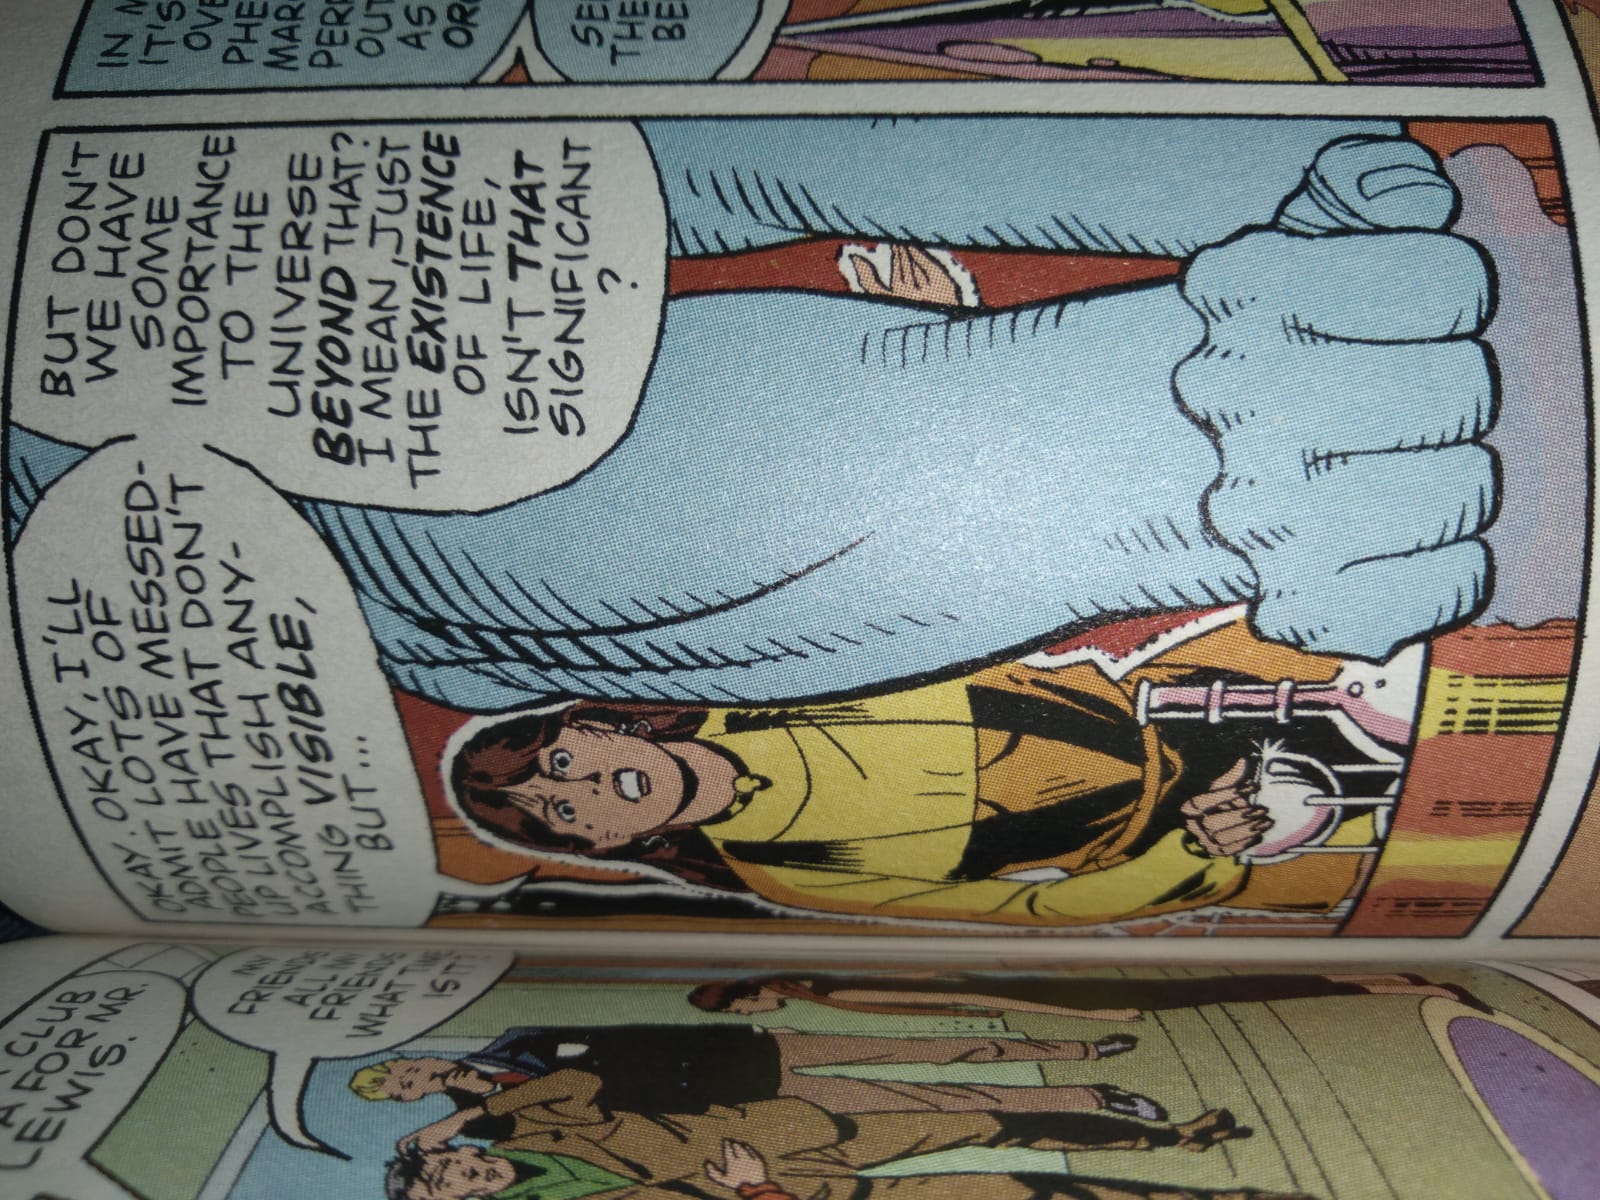 A CLUB
A FOR MR.
LEWIS.
MY
FRIENDS
ALL MY
FRIENDS
WHAT TIME
IS IT?
OKAY. OKAY, I'LL
ADMIT LOTS OF
PEOPLE HAVE MESSED-
UP LIVES THAT DON'T
ACCOMPLISH ANY-
THING VISIBLE,
BUT...
BUT DON'T
WE HAVE
SOME
IMPORTANCE
TO THE
UNIVERSE
BEYOND THAT?
I MEAN, JUST
THE EXISTENCE
OF LIFE,
ISN'T THAT
SIGNIFICANT
?
IN
IT'S
OVE
PHE
MAR
PER
OUT
AS
ORG
SE
THE
BE